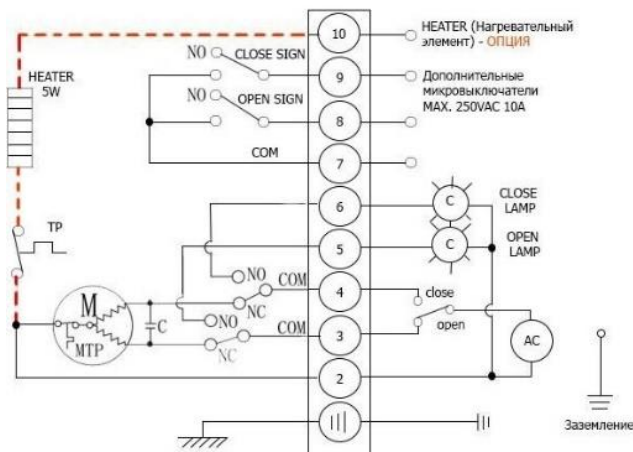 10
HEATER (Нагревательный
элемент) - ОПЦИЯ
NO
CLOSE SIGN
9
Дополнительные
микровыключатели
MAX. 250VAC 10A
HEATER
5W
NO
OPEN SIGN
8
COM
7
6
C
CLOSE
LAMP
TP
5
C
OPEN
LAMP
NO
COM
4
close
M
NC
C
NO
COM
3
open
AC
MTP
NC
2
Заземление